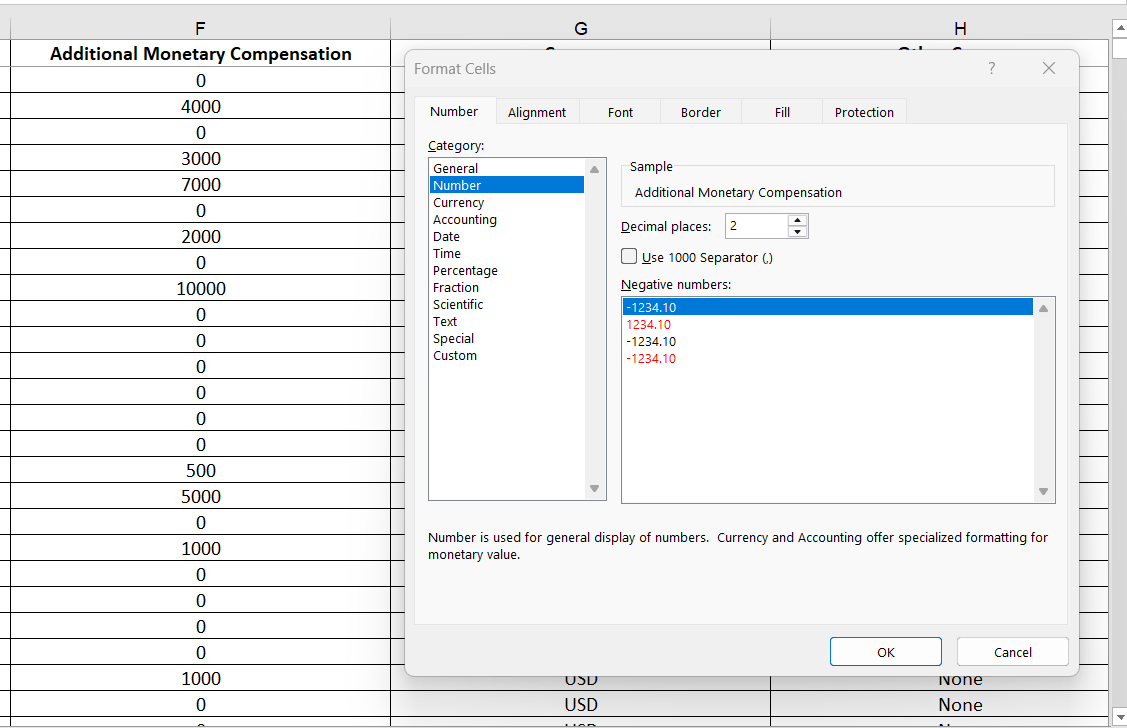 F G H
Additional Monetary Compensation
0
4000
0
3000
7000
0
2000
0
10000
0
0
0
0
0
0
500
5000
0
1000
0
0
0
0
1000 USD None
0 USD None
Format Cells ?
Number Alignment Font Border Fill Protection
Category:
General
Number
Currency
Accounting
Date
Time
Percentage
Fraction
Scientific
Text
Special
Custom
Sample
Additional Monetary Compensation
Decimal places: 2
Use 1000 Separator (,)
Negative numbers:
-1234.10
1234.10
-1234.10
-1234.10
Number is used for general display of numbers.  Currency and Accounting offer specialized formatting for
monetary value.
OK Cancel